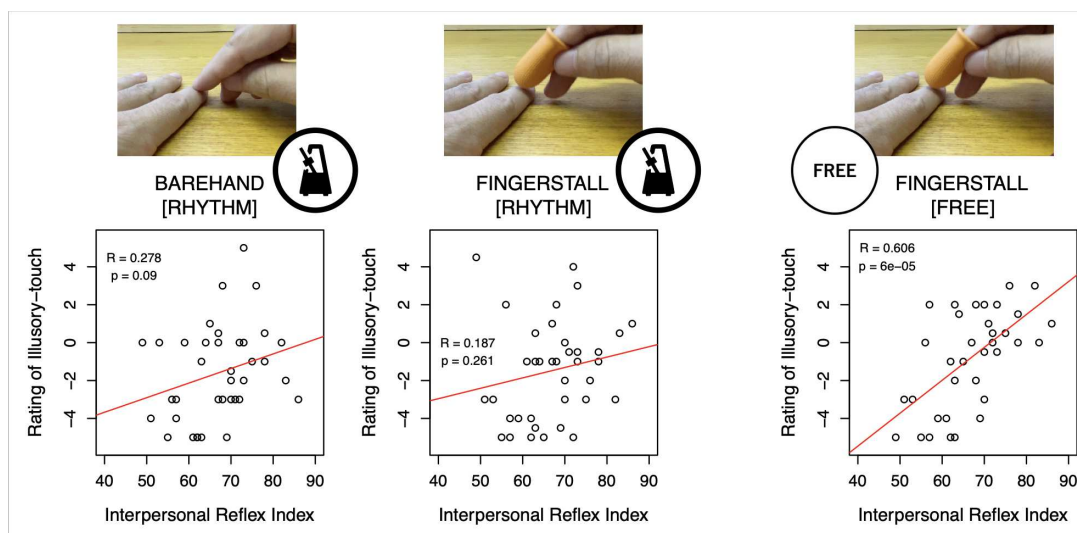 BAREHAND
[RHYTHM]
R = 0.278
p = 0.09
4
2
0
−2
−4
Rating of Illusory−touch
40 50 60 70 80 90
Interpersonal Reflex Index
FINGERSTALL
[RHYTHM]
R = 0.187
p = 0.261
4
2
0
−2
−4
Rating of Illusory−touch
40 50 60 70 80 90
Interpersonal Reflex Index
FREE
FINGERSTALL
[FREE]
R = 0.606
p = 6e−05
4
2
0
−2
−4
Rating of Illusory−touch
40 50 60 70 80 90
Interpersonal Reflex Index